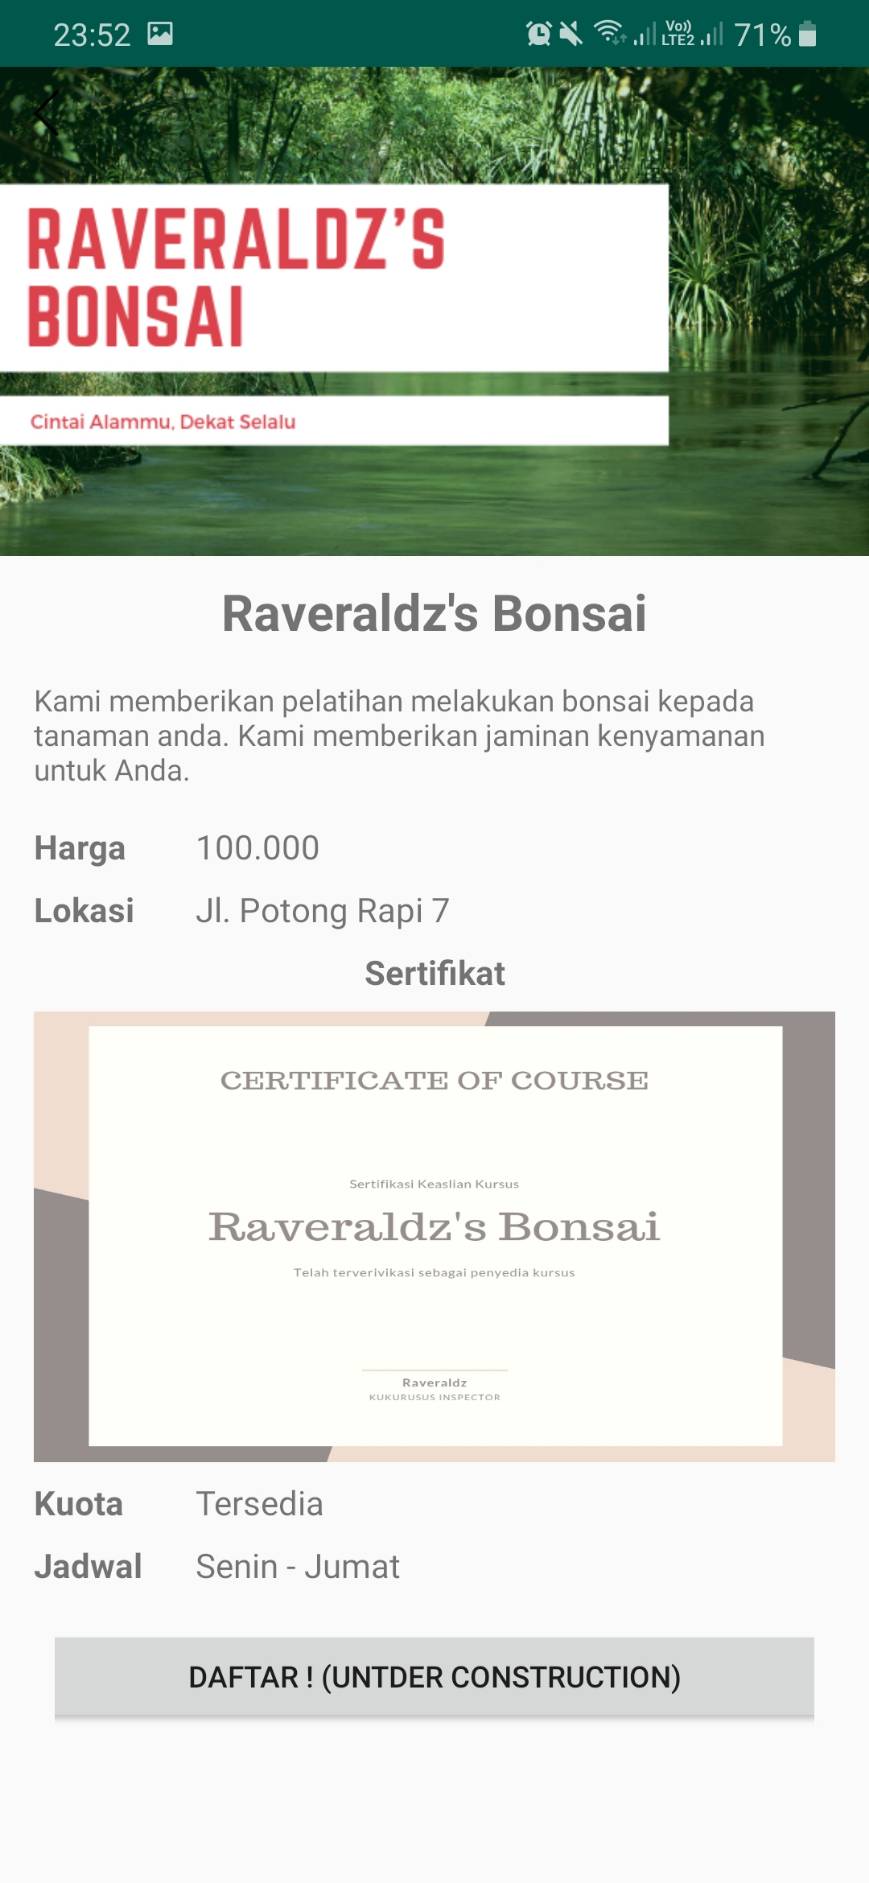 23:52
Vo)) LTE2 71%
RAVERALDZ'S
BONSAI
Cintai Alammu, Dekat Selalu
Raveraldz's Bonsai
Kami memberikan pelatihan melakukan bonsai kepada
tanaman anda. Kami memberikan jaminan kenyamanan
untuk Anda.
Harga 100.000
Lokasi Jl. Potong Rapi 7
Sertifikat
CERTIFICATE OF COURSE
Sertifikasi Keaslian Kursus
Raveraldz's Bonsai
Telah terverivikasi sebagai penyedia kursus
Raveraldz
KUKURUSUS INSPECTOR
Kuota Tersedia
Jadwal Senin - Jumat
DAFTAR ! (UNTDER CONSTRUCTION)